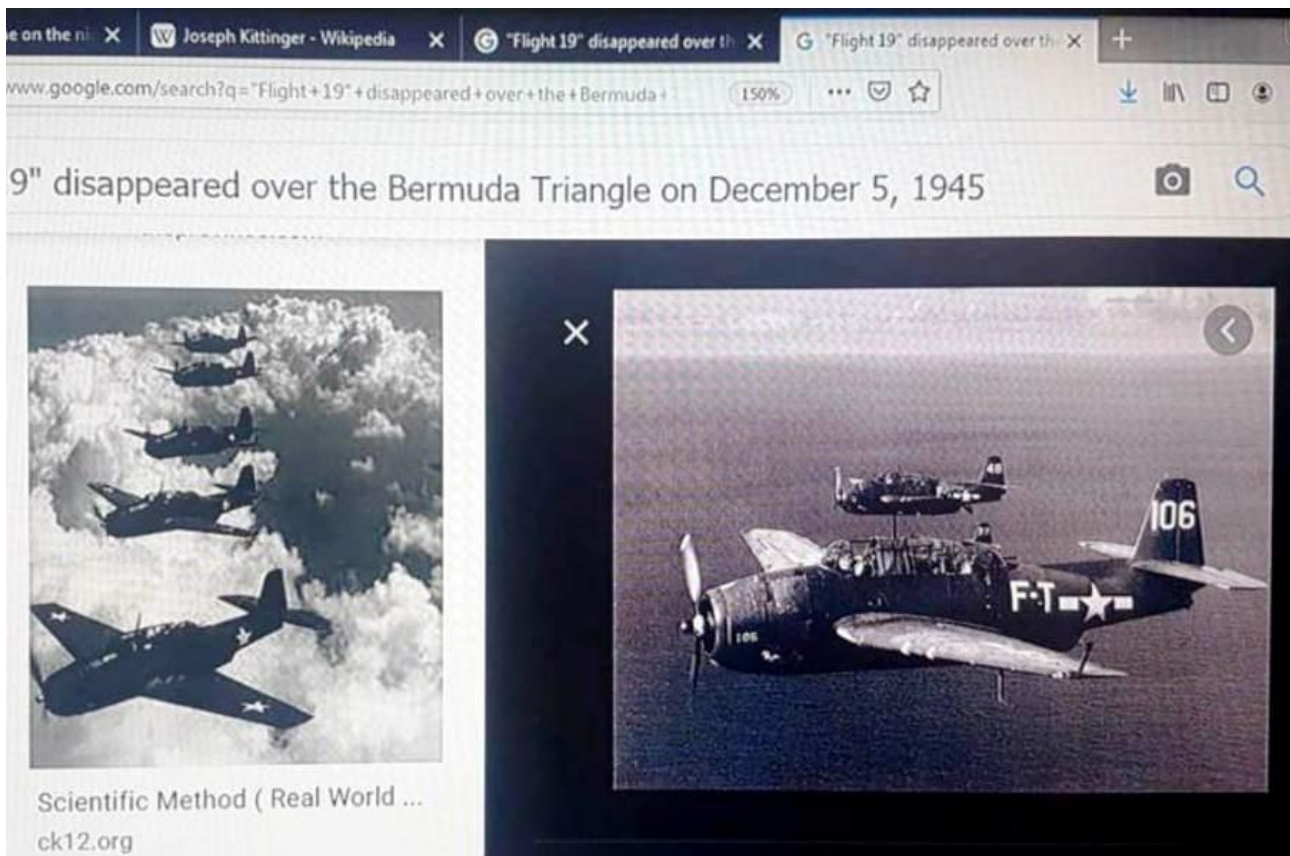 e on the ni
Joseph Kittinger - Wikipedia
"Flight 19" disappeared over th
"Flight 19" disappeared over th
www.google.com/search?q="Flight+19"+disappeared+over+the+Bermuda+
150%
9" disappeared over the Bermuda Triangle on December 5, 1945
106
F-T
106
Scientific Method ( Real World ...
ck12.org